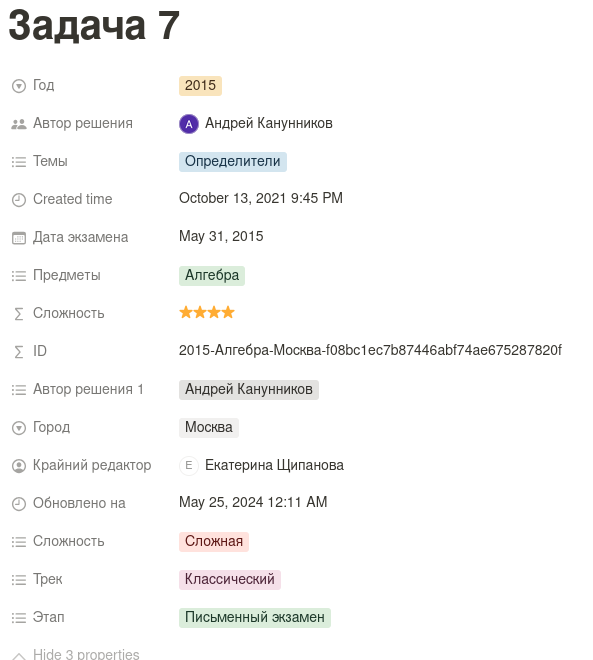 Задача 7
Год 2015
Автор решения А Андрей Канунников
Темы Определители
Created time October 13, 2021 9:45 PM
Дата экзамена May 31, 2015
Предметы Алгебра
Сложность ⭐⭐⭐⭐
ID 2015-Алгебра-Москва-f08bc1ec7b87446abf74ae675287820f
Автор решения 1 Андрей Канунников
Город Москва
Крайний редактор Е Екатерина Щипанова
Обновлено на May 25, 2024 12:11 AM
Сложность Сложная
Трек Классический
Этап Письменный экзамен
Hide 3 properties